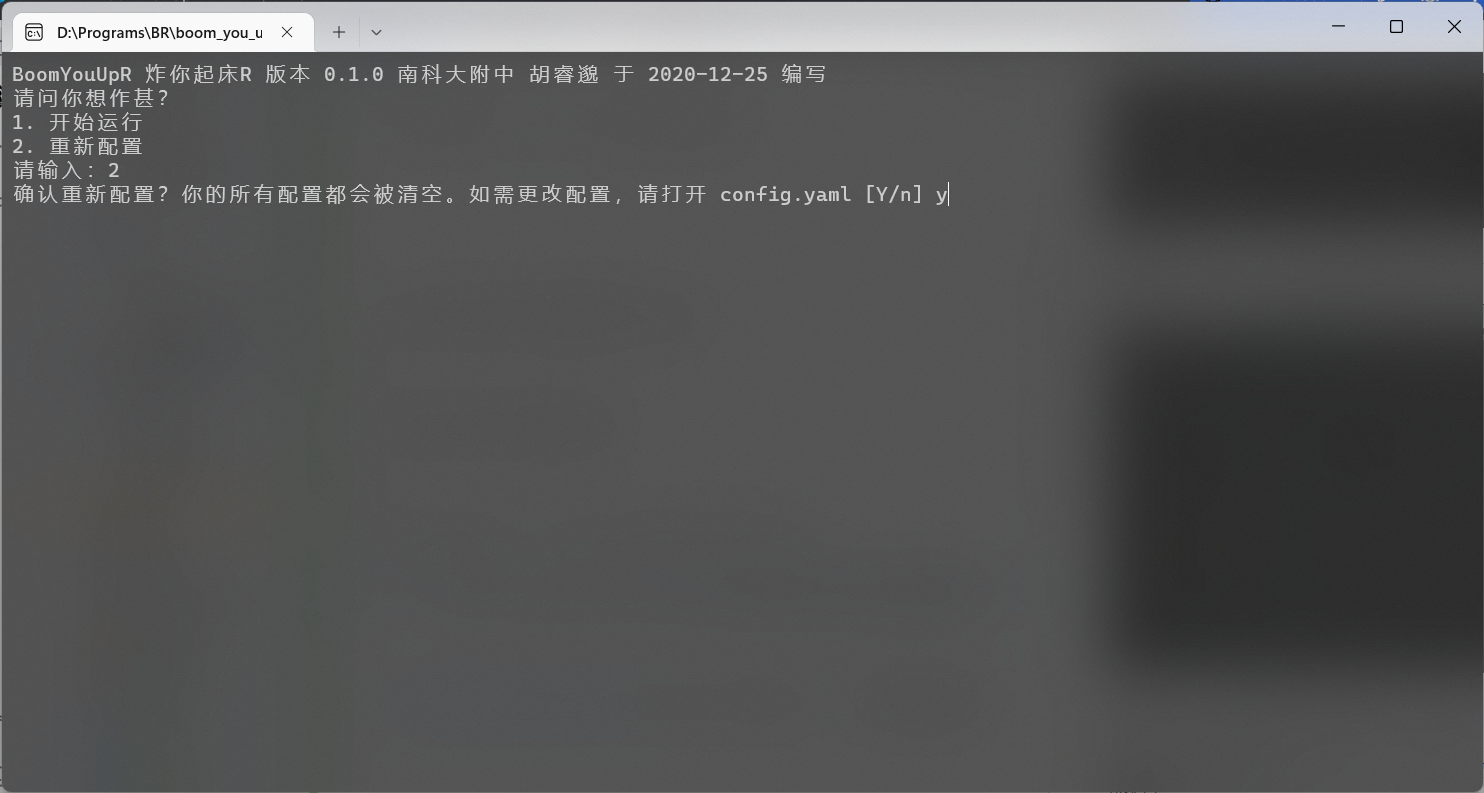 D:\Programs\BR\boom_you_u
BoomYouUpR 炸你起床R 版本 0.1.0 南科大附中 胡睿邈 于 2020-12-25 编写
请问你想作甚？
1. 开始运行
2. 重新配置
请输入：2
确认重新配置？你的所有配置都会被清空。如需更改配置，请打开 config.yaml [Y/n] y